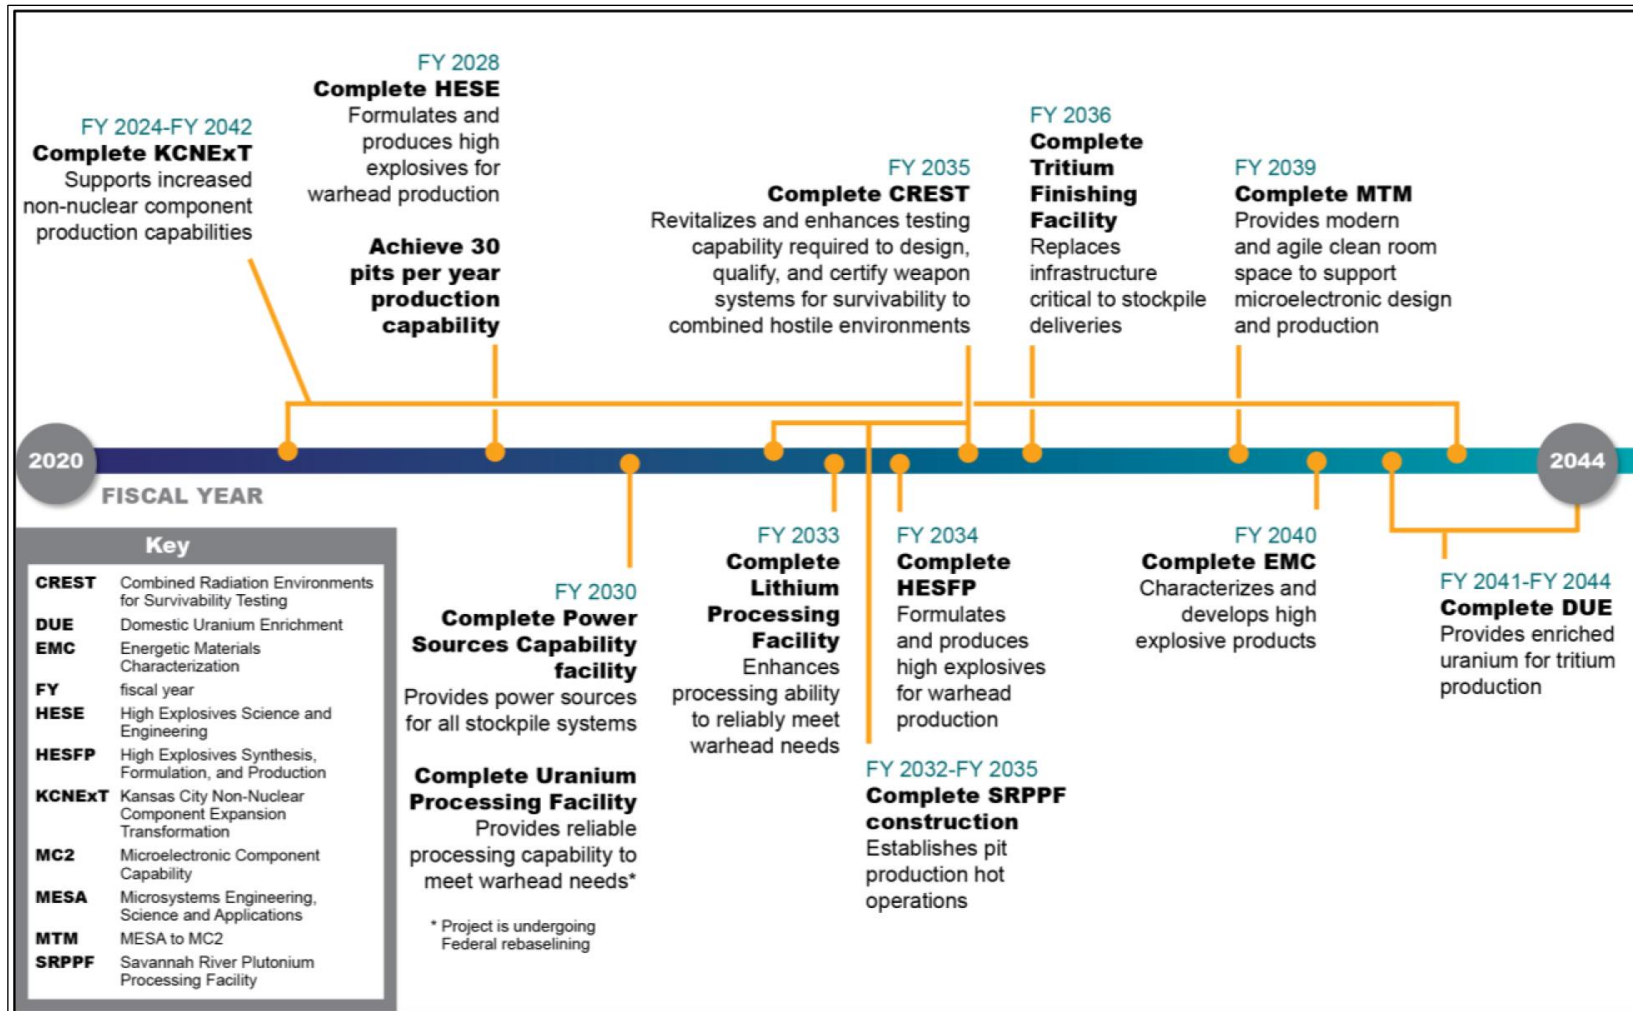 FY 2024-FY 2042
Complete KCNExT
Supports increased
non-nuclear component
production capabilities
FY 2028
Complete HESE
Formulates and
produces high
explosives for
warhead production
Achieve 30
pits per year
production
capability
FY 2035
Complete CREST
Revitalizes and enhances testing
capability required to design,
qualify, and certify weapon
systems for survivability to
combined hostile environments
FY 2036
Complete
Tritium
Finishing
Facility
Replaces
infrastructure
critical to stockpile
deliveries
FY 2039
Complete MTM
Provides modern
and agile clean room
space to support
microelectronic design
and production
2020
2044
FISCAL YEAR
Key
CREST Combined Radiation Environments
for Survivability Testing
DUE Domestic Uranium Enrichment
EMC Energetic Materials
Characterization
FY fiscal year
HESE High Explosives Science and
Engineering
HESFP High Explosives Synthesis,
Formulation, and Production
KCNExT Kansas City Non-Nuclear
Component Expansion
Transformation
MC2 Microelectronic Component
Capability
MESA Microsystems Engineering,
Science and Applications
MTM MESA to MC2
SRPPF Savannah River Plutonium
Processing Facility
FY 2030
Complete Power
Sources Capability
facility
Provides power sources
for all stockpile systems
Complete Uranium
Processing Facility
Provides reliable
processing capability to
meet warhead needs*
* Project is undergoing
Federal rebaselining
FY 2033
Complete
Lithium
Processing
Facility
Enhances
processing ability
to reliably meet
warhead needs
FY 2034
Complete
HESFP
Formulates
and produces
high explosives
for warhead
production
FY 2032-FY 2035
Complete SRPPF
construction
Establishes pit
production hot
operations
FY 2040
Complete EMC
Characterizes and
develops high
explosive products
FY 2041-FY 2044
Complete DUE
Provides enriched
uranium for tritium
production